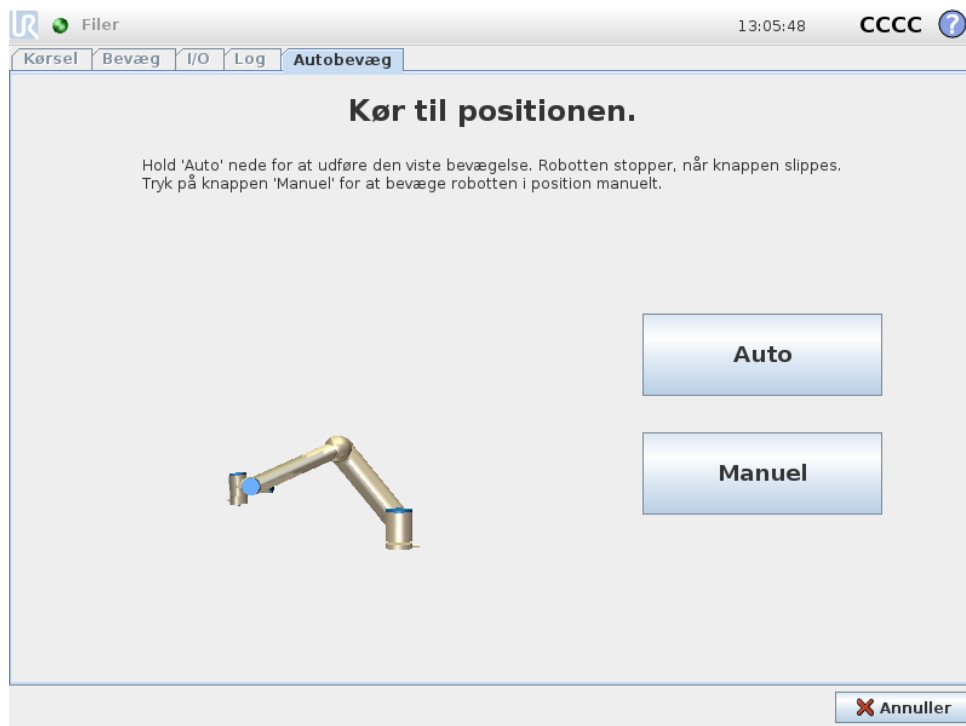 UR Filer 13:05:48 CCCC ?
Kørsel Bevæg I/O Log Autobevæg
Kør til positionen.
Hold 'Auto' nede for at udføre den viste bevægelse. Robotten stopper, når knappen slippes.
Tryk på knappen 'Manuel' for at bevæge robotten i position manuelt.
Auto
Manuel
Annuller